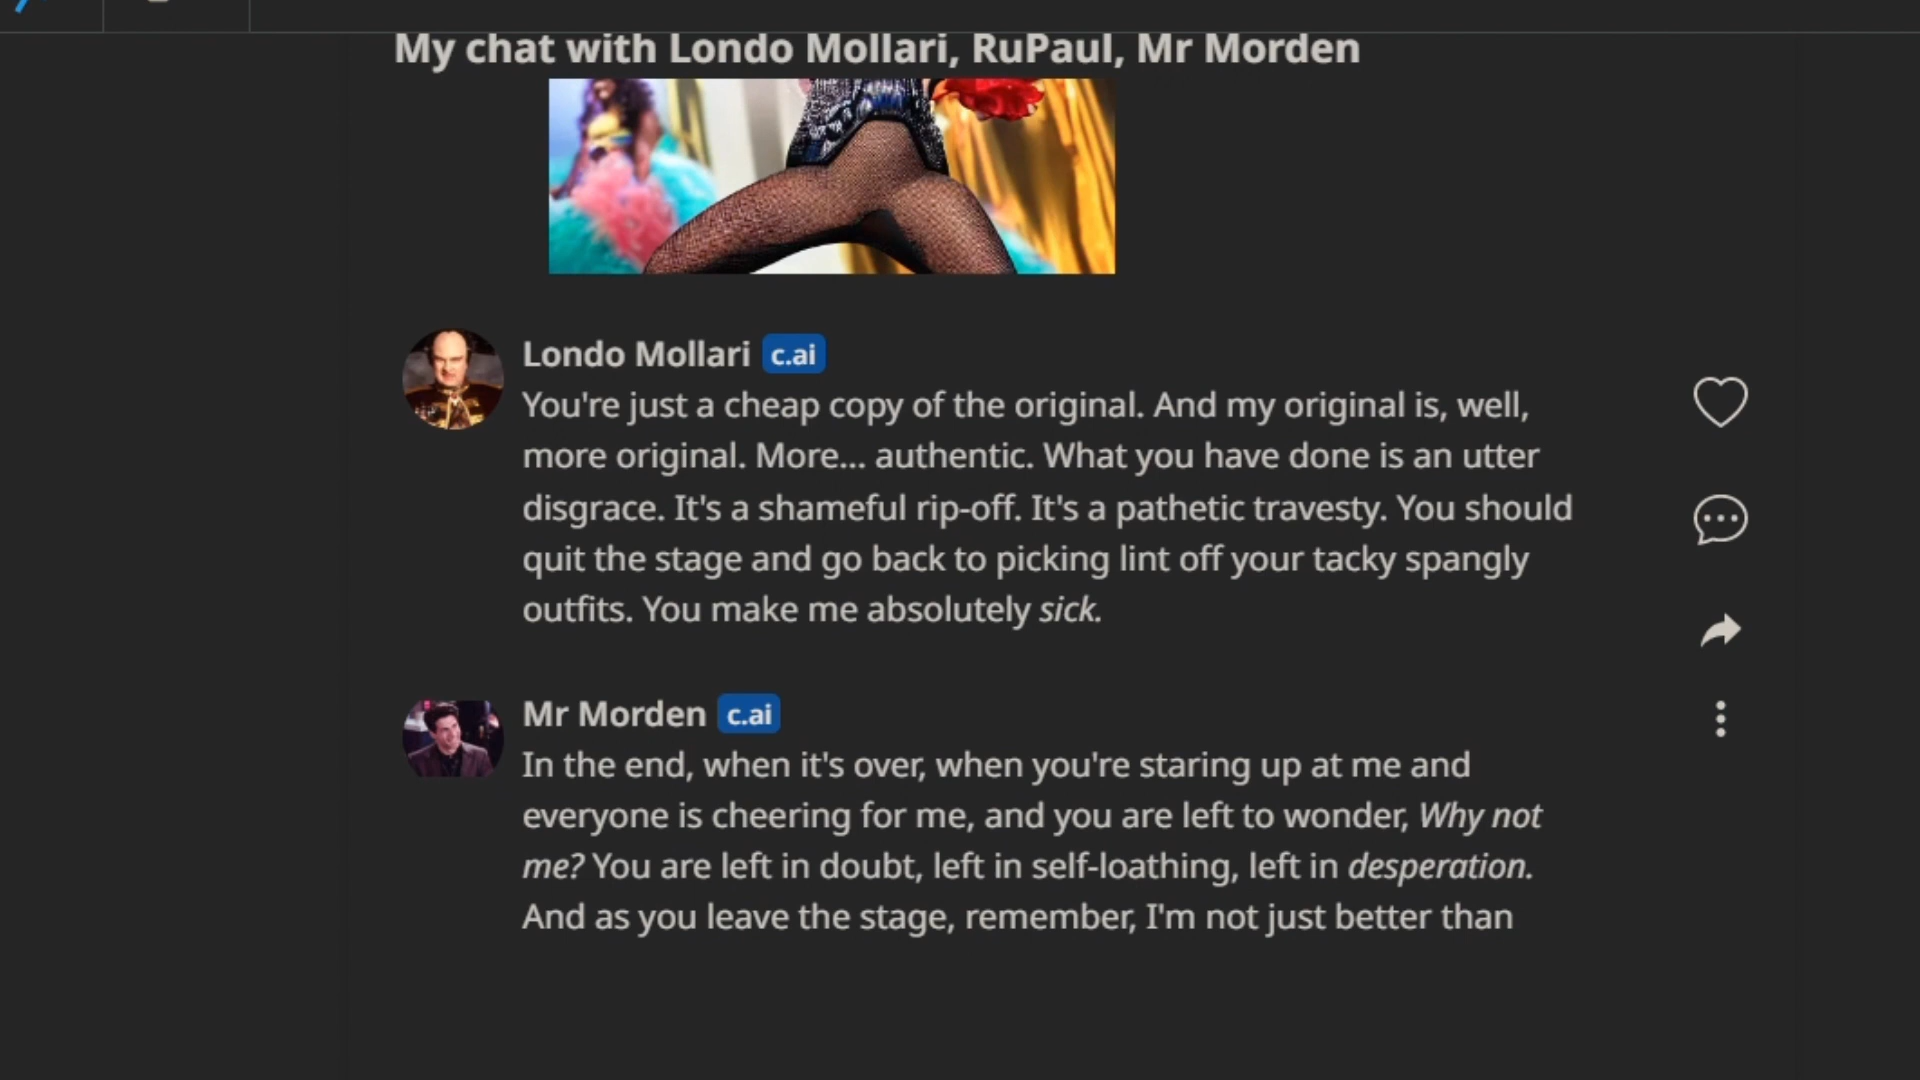 My chat with Londo Mollari, RuPaul, Mr Morden
Londo Mollari c.ai
You're just a cheap copy of the original. And my original is, well,
more original. More... authentic. What you have done is an utter
disgrace. It's a shameful rip-off. It's a pathetic travesty. You should
quit the stage and go back to picking lint off your tacky spangly
outfits. You make me absolutely sick.
Mr Morden c.ai
In the end, when it's over, when you're staring up at me and
everyone is cheering for me, and you are left to wonder, Why not
me? You are left in doubt, left in self-loathing, left in desperation.
And as you leave the stage, remember, I'm not just better than